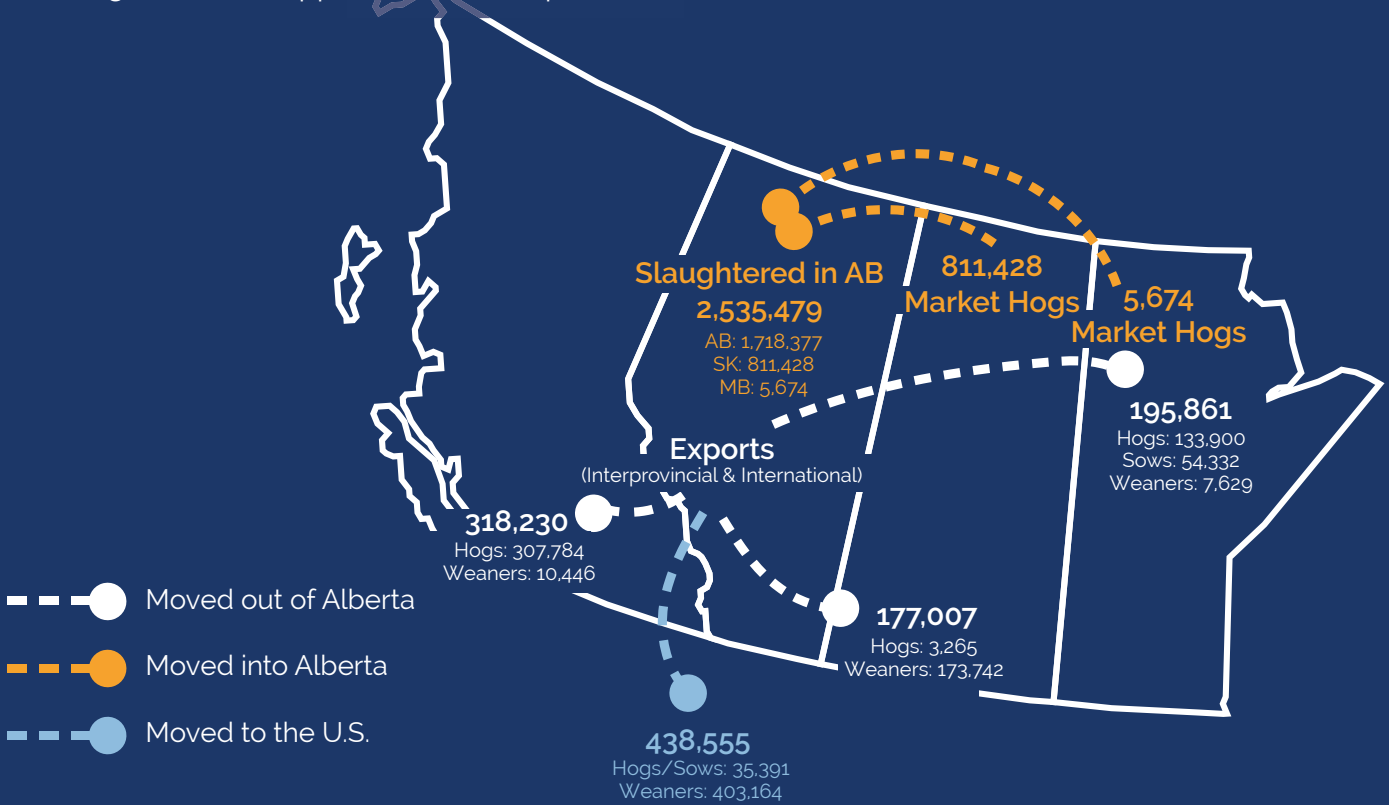 Slaughtered in AB
2,535,479
AB: 1,718,377
SK: 811,428
MB: 5,674
811,428
Market Hogs
5,674
Market Hogs
195,861
Hogs: 133,900
Sows: 54,332
Weaners: 7,629
Exports
(Interprovincial & International)
318,230
Hogs: 307,784
Weaners: 10,446
177,007
Hogs: 3,265
Weaners: 173,742
438,555
Hogs/Sows: 35,391
Weaners: 403,164
Moved out of Alberta
Moved into Alberta
Moved to the U.S.